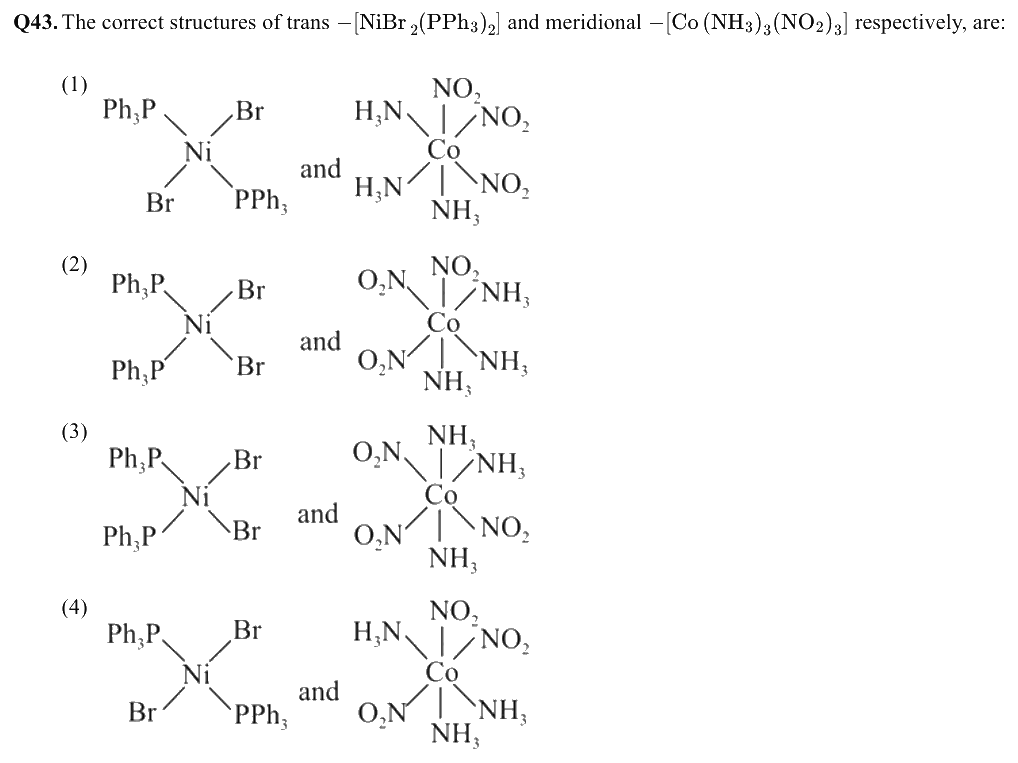 Q43. The correct structures of trans −[NiBr₂(PPh₃)₂] and meridional −[Co (NH₃)₃(NO₂)₃] respectively, are:
(1)
NO₂
Ph₃P Br H₃N NO₂
Ni Co
and
Br PPh₃ H₃N NO₂
NH₃
(2)
NO₂
Ph₃P Br O₂N NH₃
Ni Co
and
Ph₃P Br O₂N NH₃
NH₃
(3)
NH₃
Ph₃P Br O₂N NH₃
Ni Co
and
Ph₃P Br O₂N NO₂
NH₃
(4)
NO₂
Ph₃P Br H₃N NO₂
Ni Co
and
Br PPh₃ O₂N NH₃
NH₃